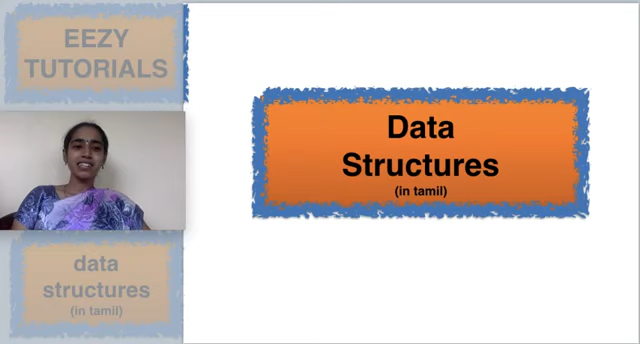 EEZY
TUTORIALS
data
structures
(in tamil)
Data
Structures
(in tamil)